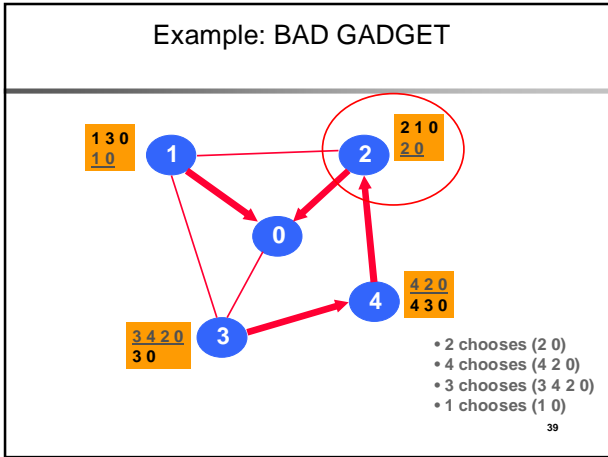 Example: BAD GADGET
1 3 0
1 0
1
2
2 1 0
2 0
0
4
4 2 0
4 3 0
3 4 2 0
3 0
3
• 2 chooses (2 0)
• 4 chooses (4 2 0)
• 3 chooses (3 4 2 0)
• 1 chooses (1 0)
39